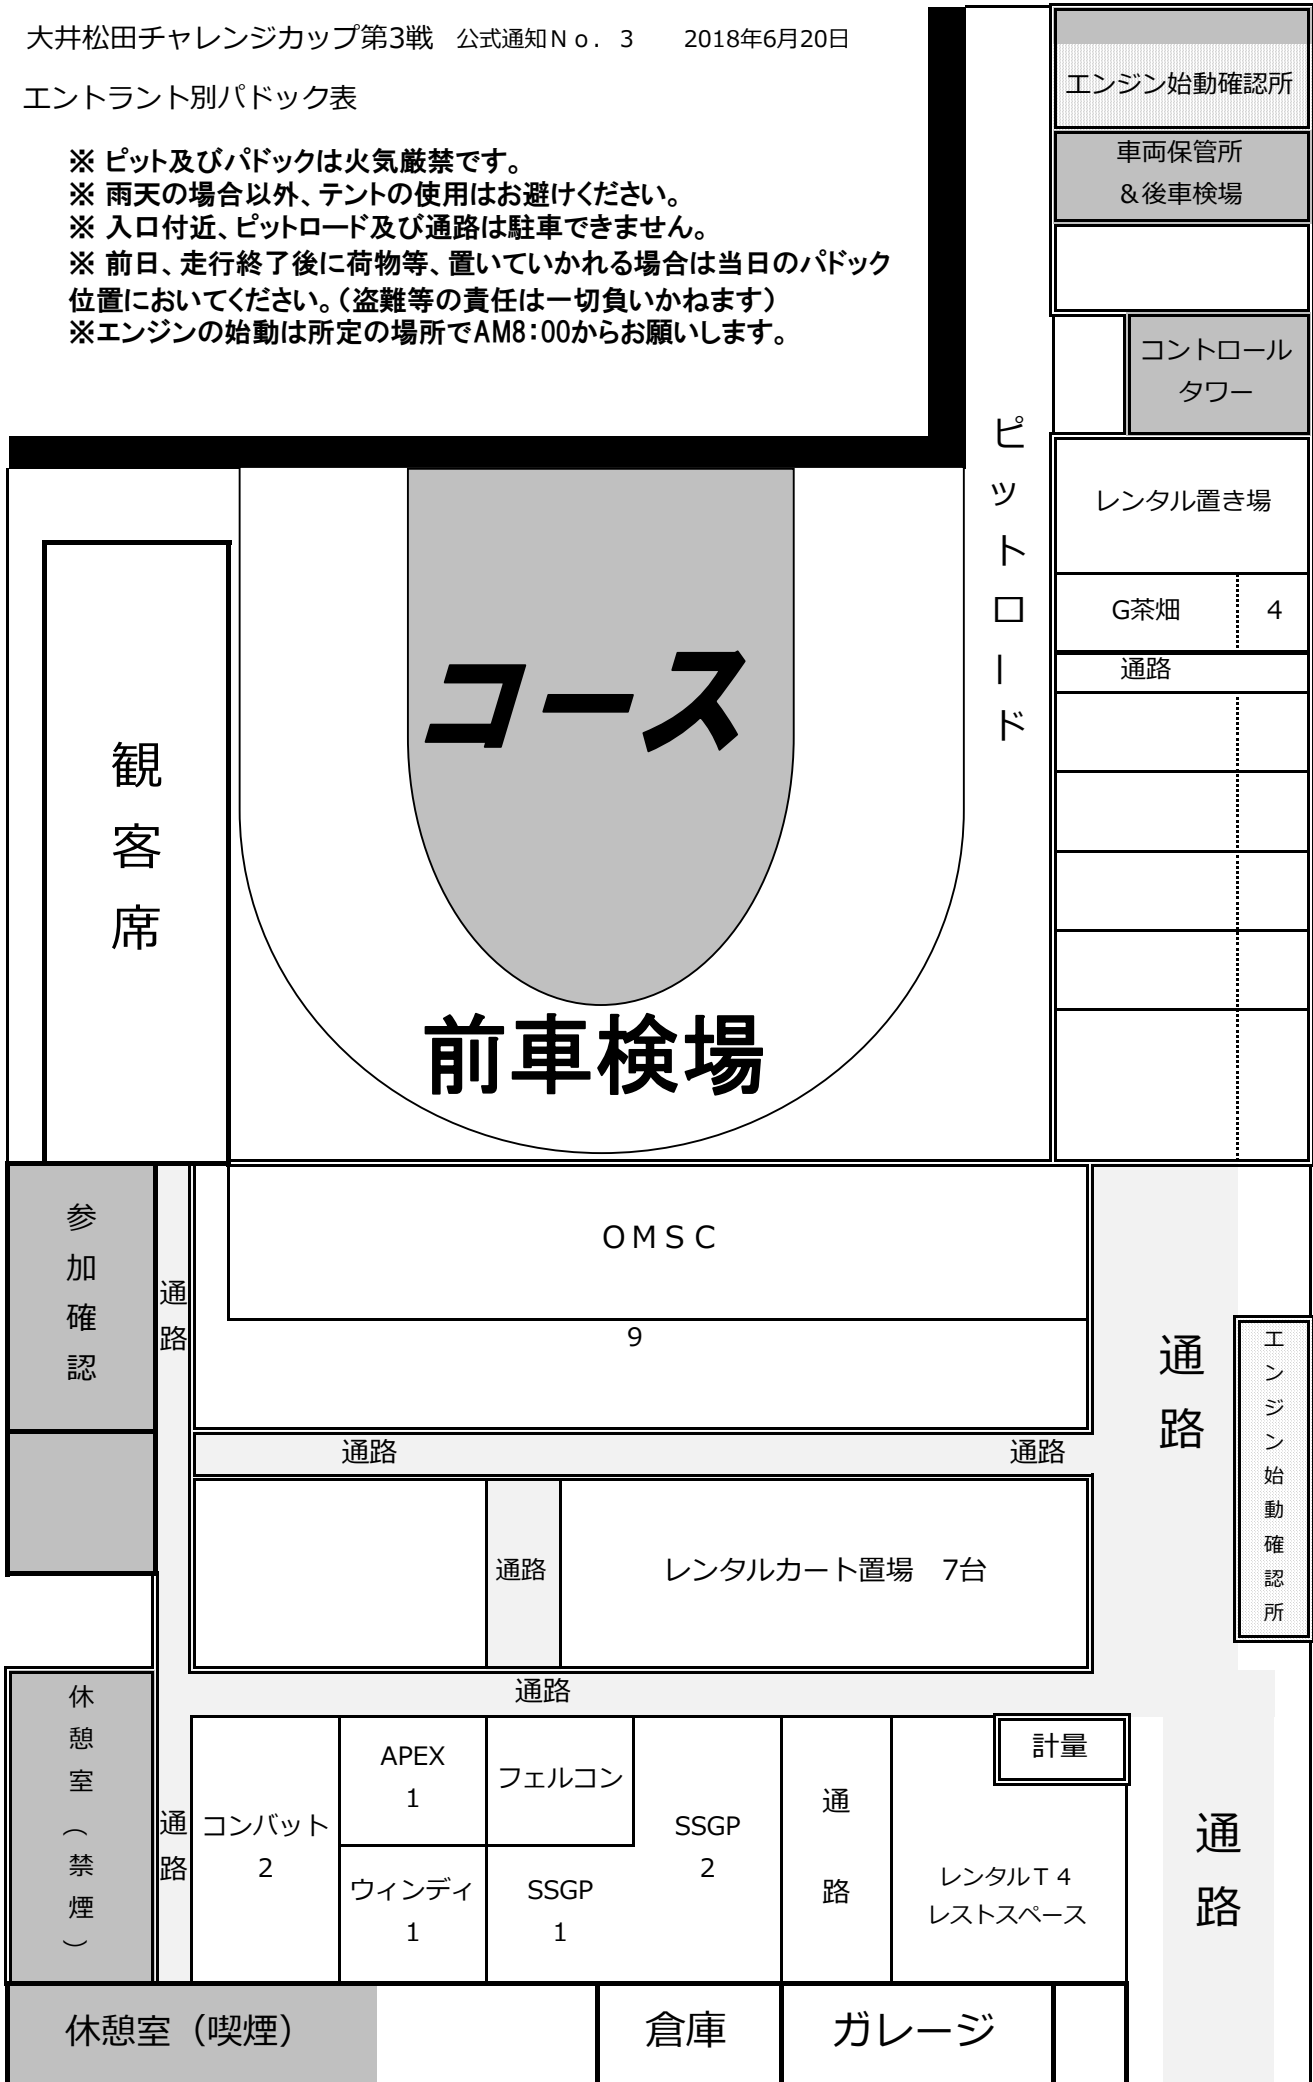 大井松田チャレンジカップ第3戦　公式通知Ｎｏ．３　　2018年6月20日
エントラント別パドック表
※ ピット及びパドックは火気厳禁です。
※ 雨天の場合以外、テントの使用はお避けください。
※ 入口付近、ピットロード及び通路は駐車できません。
※ 前日、走行終了後に荷物等、置いていかれる場合は当日のパドック
位置においてください。（盗難等の責任は一切負いかねます）
※エンジンの始動は所定の場所でAM8：00からお願いします。
エンジン始動確認所
車両保管所
＆後車検場
コントロール
タワー
ピットロード
レンタル置き場
G茶畑　4
通路
コース
観客席
前車検場
参加確認
通路
ＯＭＳＣ
9
通路
エンジン始動確認所
通路　通路
通路
レンタルカート置場　7台
通路
休憩室（禁煙）
通路
コンバット
2
APEX
1
ウィンディ
1
フェルコン
SSGP
1
SSGP
2
通路
計量
レンタルＴ４
レストスペース
通路
休憩室（喫煙）
倉庫
ガレージ